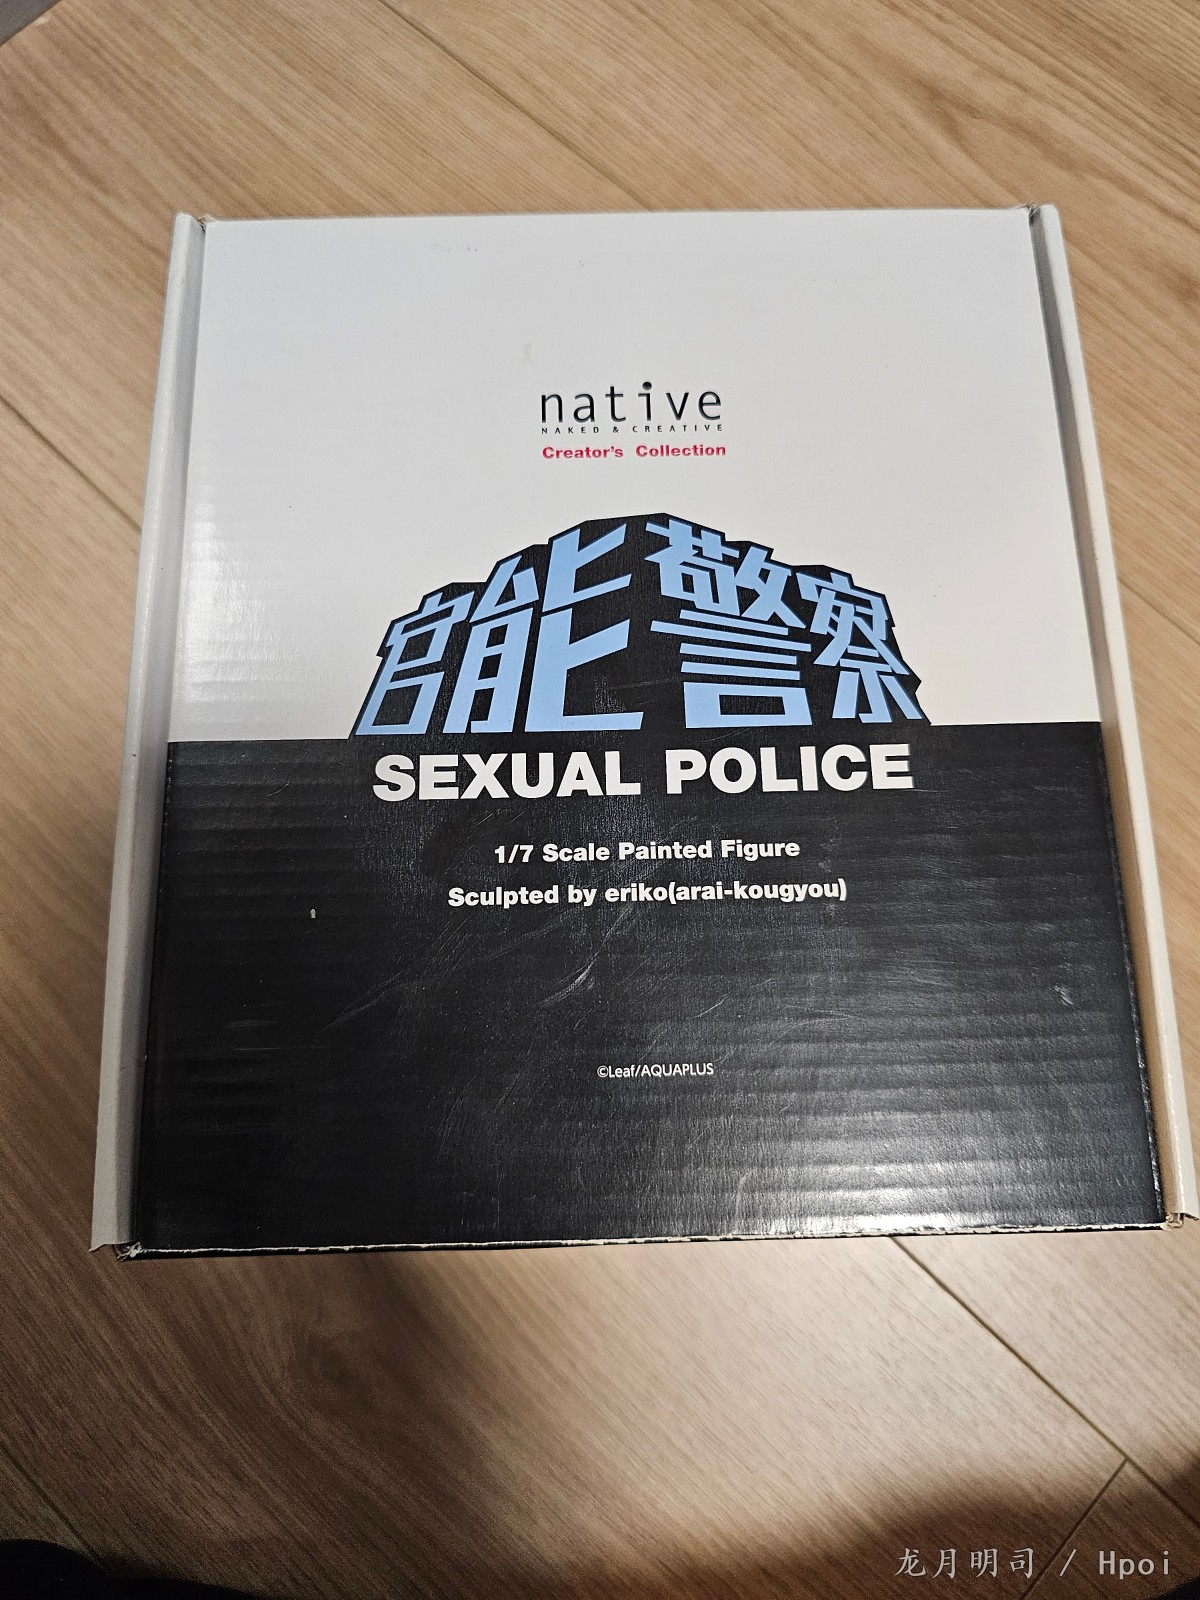 native
NAKED & CREATIVE
Creator's Collection
官能警察
SEXUAL POLICE
1/7 Scale Painted Figure
Sculpted by eriko(arai-kougyou)
©Leaf/AQUAPLUS
龙月明司 / Hpoi